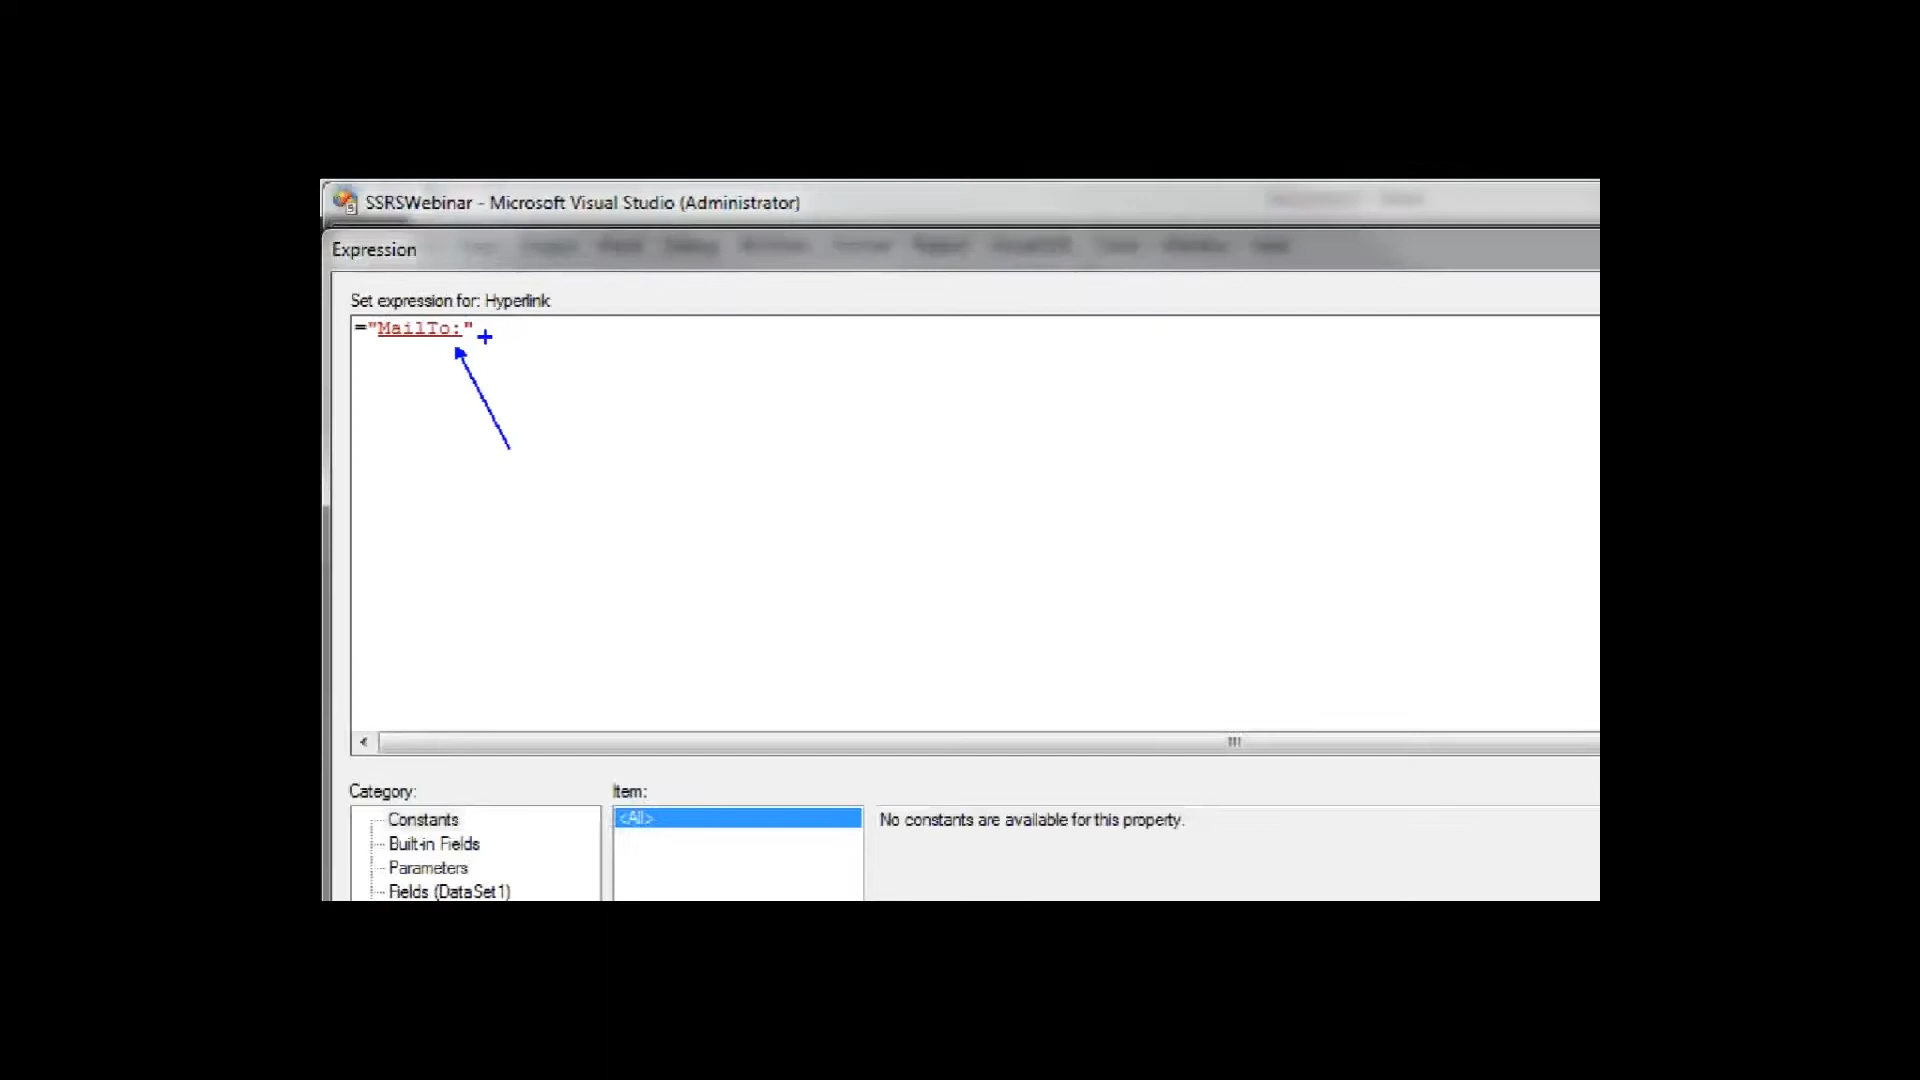 SSRSWebinar - Microsoft Visual Studio (Administrator)
Expression
Set expression for: Hyperlink
="MailTo:"
Category:
Item:
Constants
<All>
No constants are available for this property.
Built-in Fields
Parameters
Fields (DataSet1)